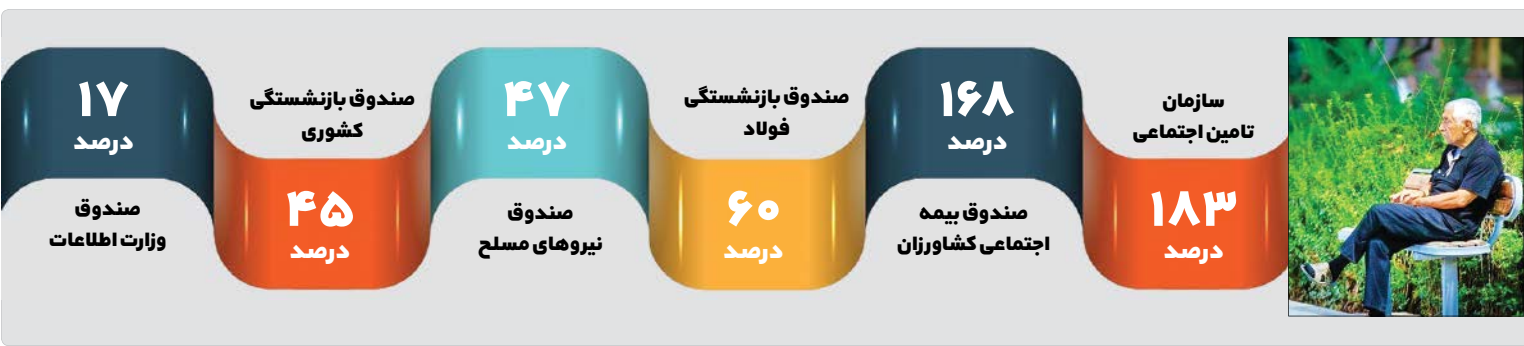 سازمان
تامین اجتماعی
۱۸۳
درصد
۱۶۸
درصد
صندوق بیمه
اجتماعی کشاورزان
صندوق بازنشستگی
فولاد
۶۰
درصد
۴۷
درصد
صندوق
نیروهای مسلح
صندوق بازنشستگی
کشوری
۴۵
درصد
۱۷
درصد
صندوق
وزارت اطلاعات